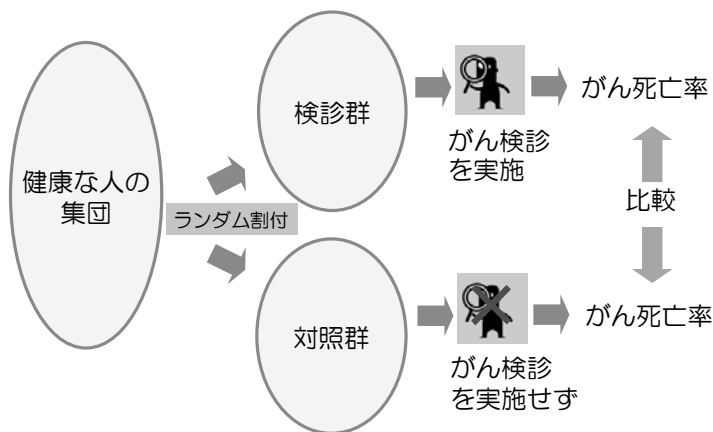 健康な人の
集団
ランダム割付
検診群
がん検診
を実施
がん死亡率
比較
対照群
がん検診
を実施せず
がん死亡率